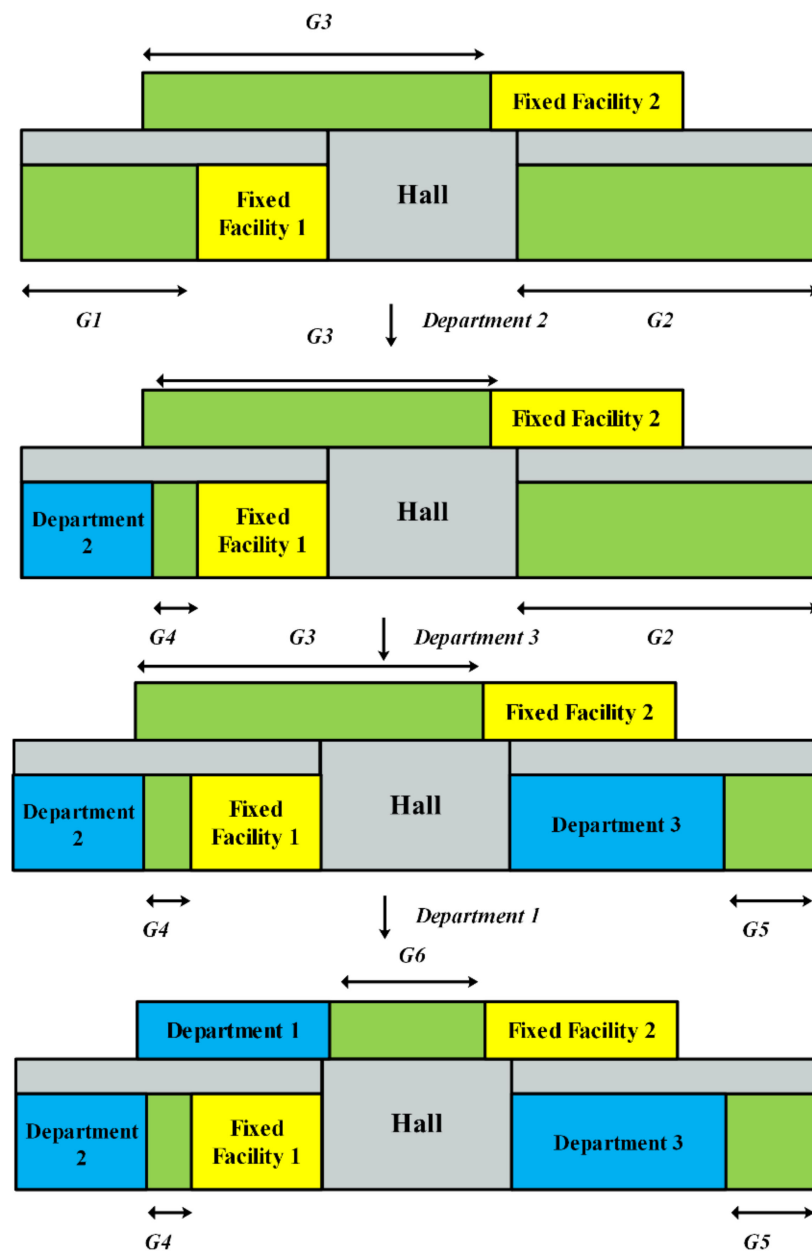 G3
Fixed Facility 2
Fixed
Facility 1
Hall
G1
Department 2
G2
G3
Fixed Facility 2
Department
2
Fixed
Facility 1
Hall
G4
G3
Department 3
G2
Fixed Facility 2
Department
2
Fixed
Facility 1
Hall
Department 3
G4
Department 1
G5
G6
Department 1
Fixed Facility 2
Department
2
Fixed
Facility 1
Hall
Department 3
G4
G5